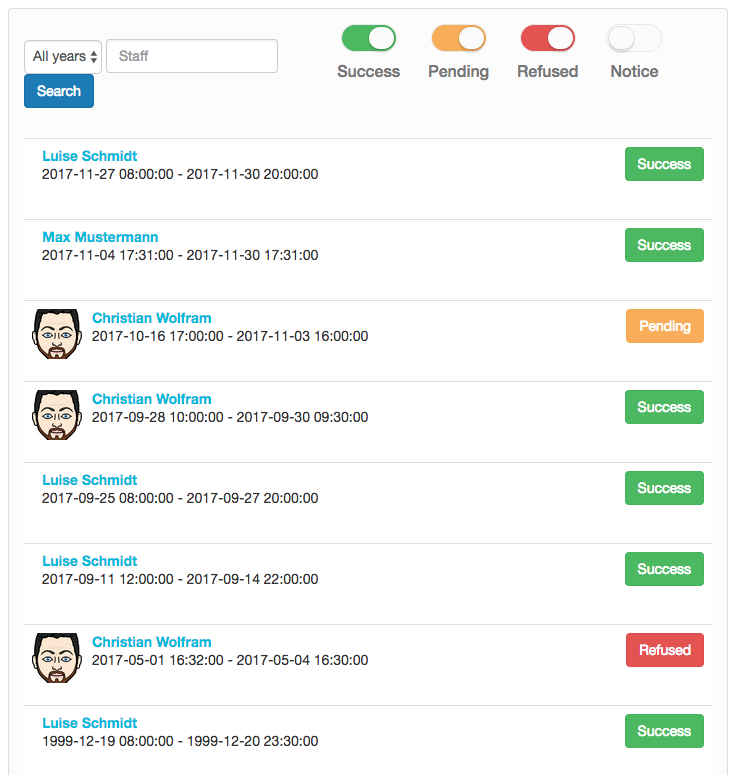 All years
Staff
Search
Success
Pending
Refused
Notice
Luise Schmidt
2017-11-27 08:00:00 - 2017-11-30 20:00:00
Success
Max Mustermann
2017-11-04 17:31:00 - 2017-11-30 17:31:00
Success
Christian Wolfram
2017-10-16 17:00:00 - 2017-11-03 16:00:00
Pending
Christian Wolfram
2017-09-28 10:00:00 - 2017-09-30 09:30:00
Success
Luise Schmidt
2017-09-25 08:00:00 - 2017-09-27 20:00:00
Success
Luise Schmidt
2017-09-11 12:00:00 - 2017-09-14 22:00:00
Success
Christian Wolfram
2017-05-01 16:32:00 - 2017-05-04 16:30:00
Refused
Luise Schmidt
1999-12-19 08:00:00 - 1999-12-20 23:30:00
Success